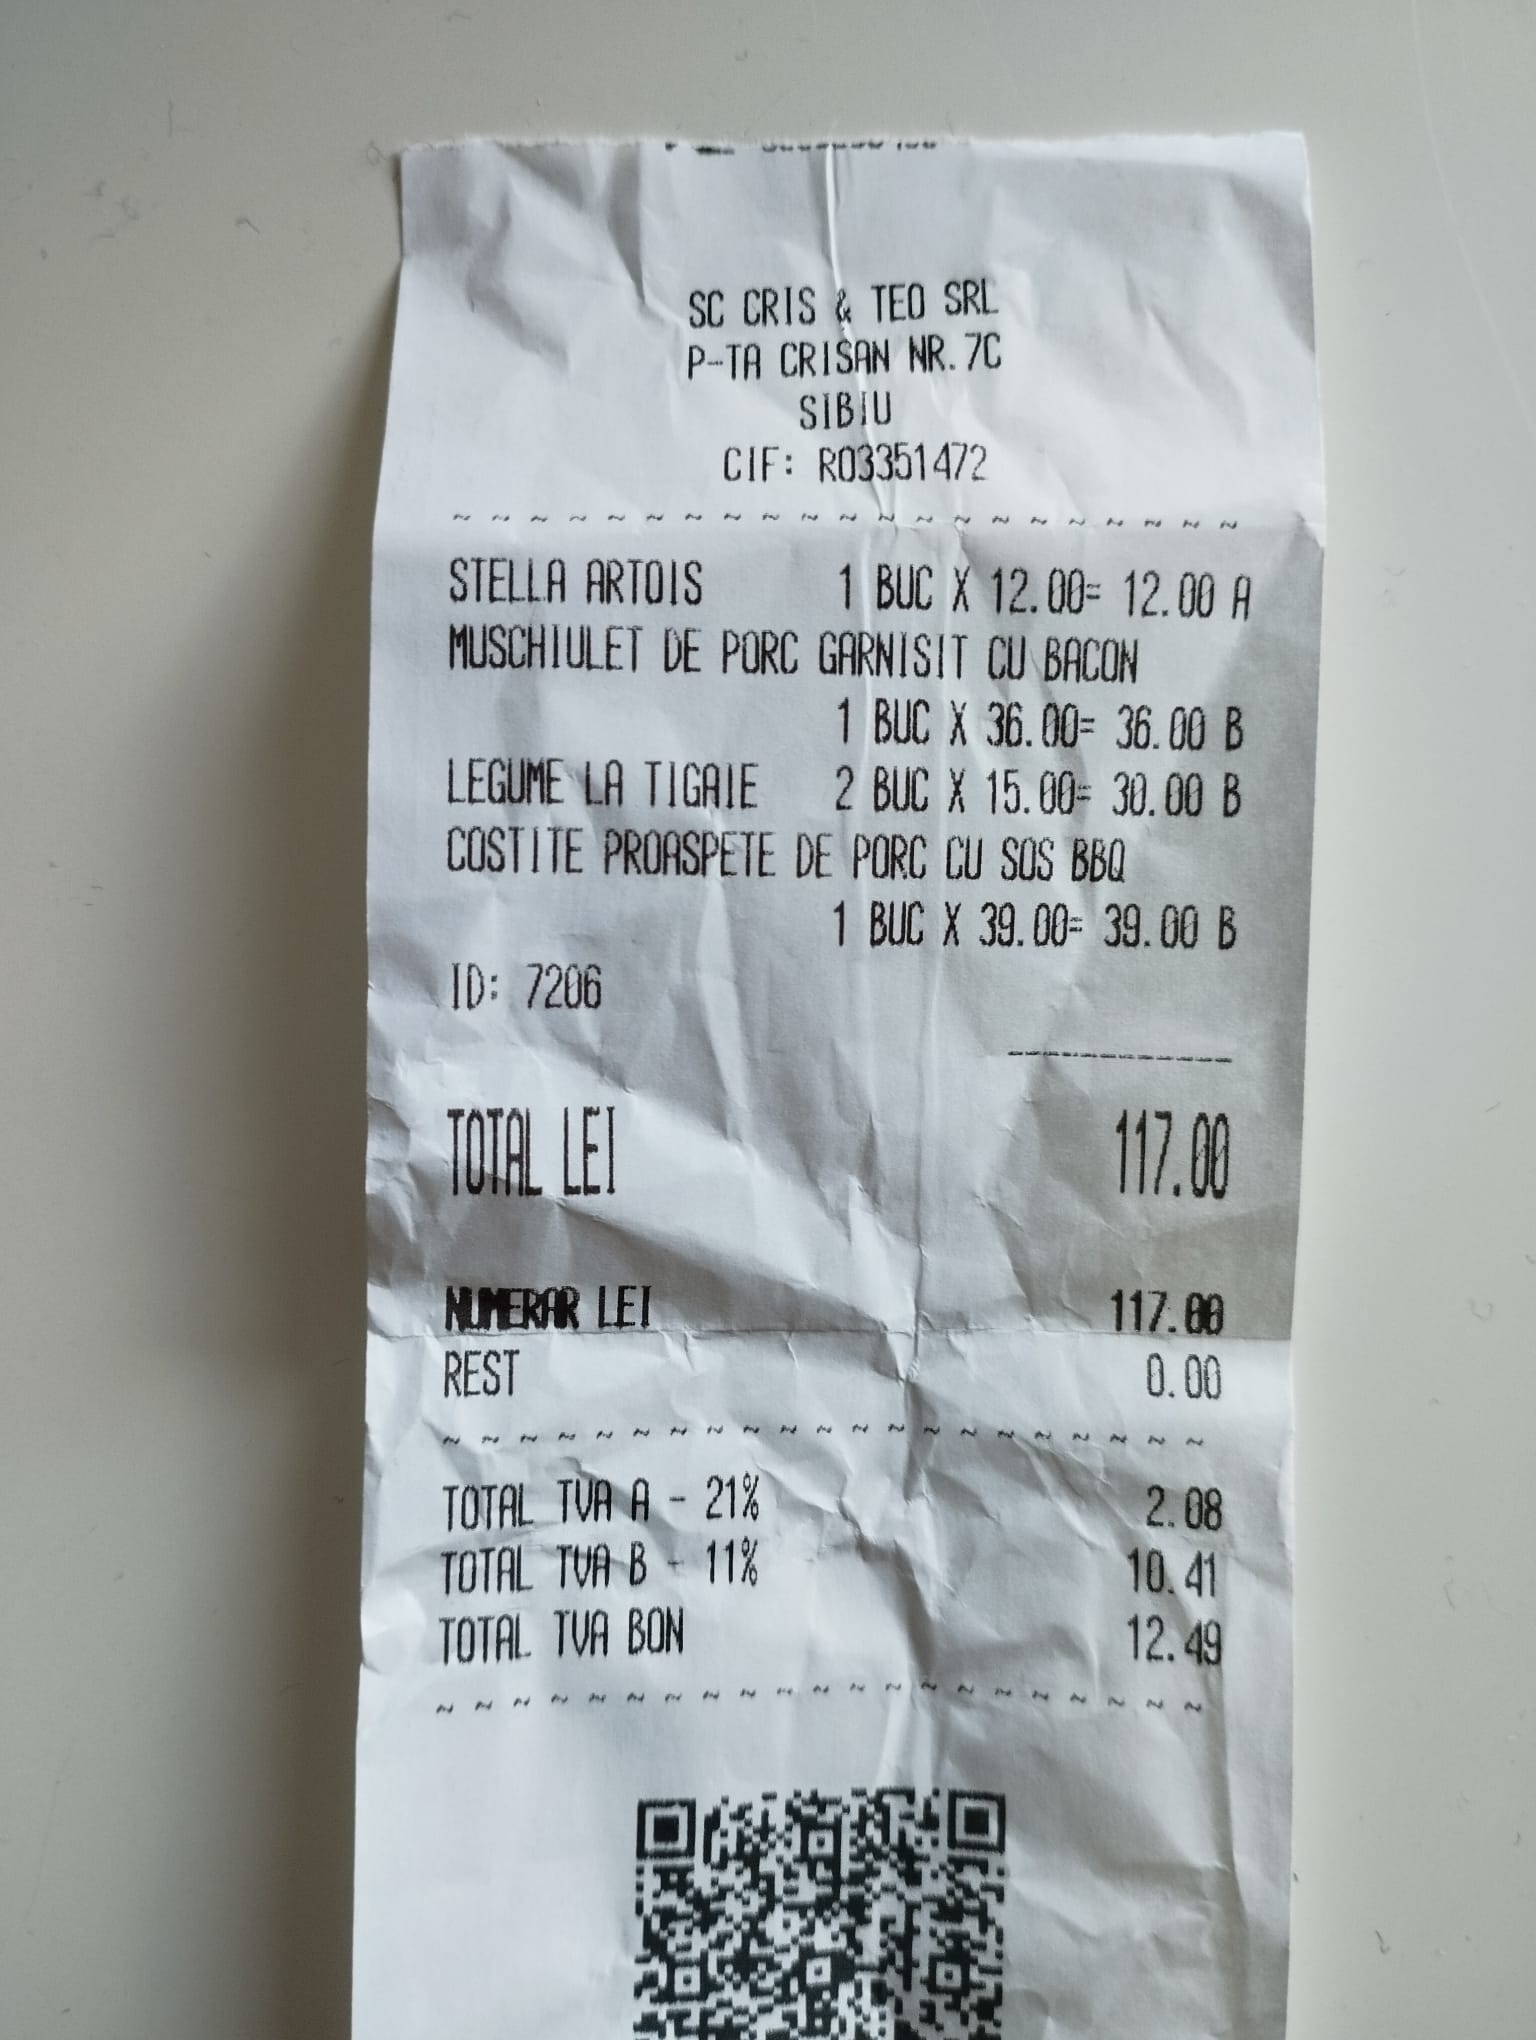 SC CRIS & TEO SRL
P-TA CRISAN NR. 7C
SIBIU
CIF: RO3351472
~ ~ ~ ~ ~ ~ ~ ~ ~ ~ ~ ~ ~ ~ ~ ~ ~ ~ ~ ~ ~
STELLA ARTOIS 1 BUC X 12.00= 12.00 A
MUSCHIULET DE PORC GARNISIT CU BACON
1 BUC X 36.00= 36.00 B
LEGUME LA TIGAIE 2 BUC X 15.00= 30.00 B
COSTITE PROASPETE DE PORC CU SOS BBQ
1 BUC X 39.00= 39.00 B
ID: 7206
------------
TOTAL LEI 117.00
NUMERAR LEI 117.00
REST 0.00
~ ~ ~ ~ ~ ~ ~ ~ ~ ~ ~ ~ ~ ~ ~ ~ ~ ~ ~ ~ ~
TOTAL TVA A - 21% 2.08
TOTAL TVA B - 11% 10.41
TOTAL TVA BON 12.49
~ ~ ~ ~ ~ ~ ~ ~ ~ ~ ~ ~ ~ ~ ~ ~ ~ ~ ~ ~ ~